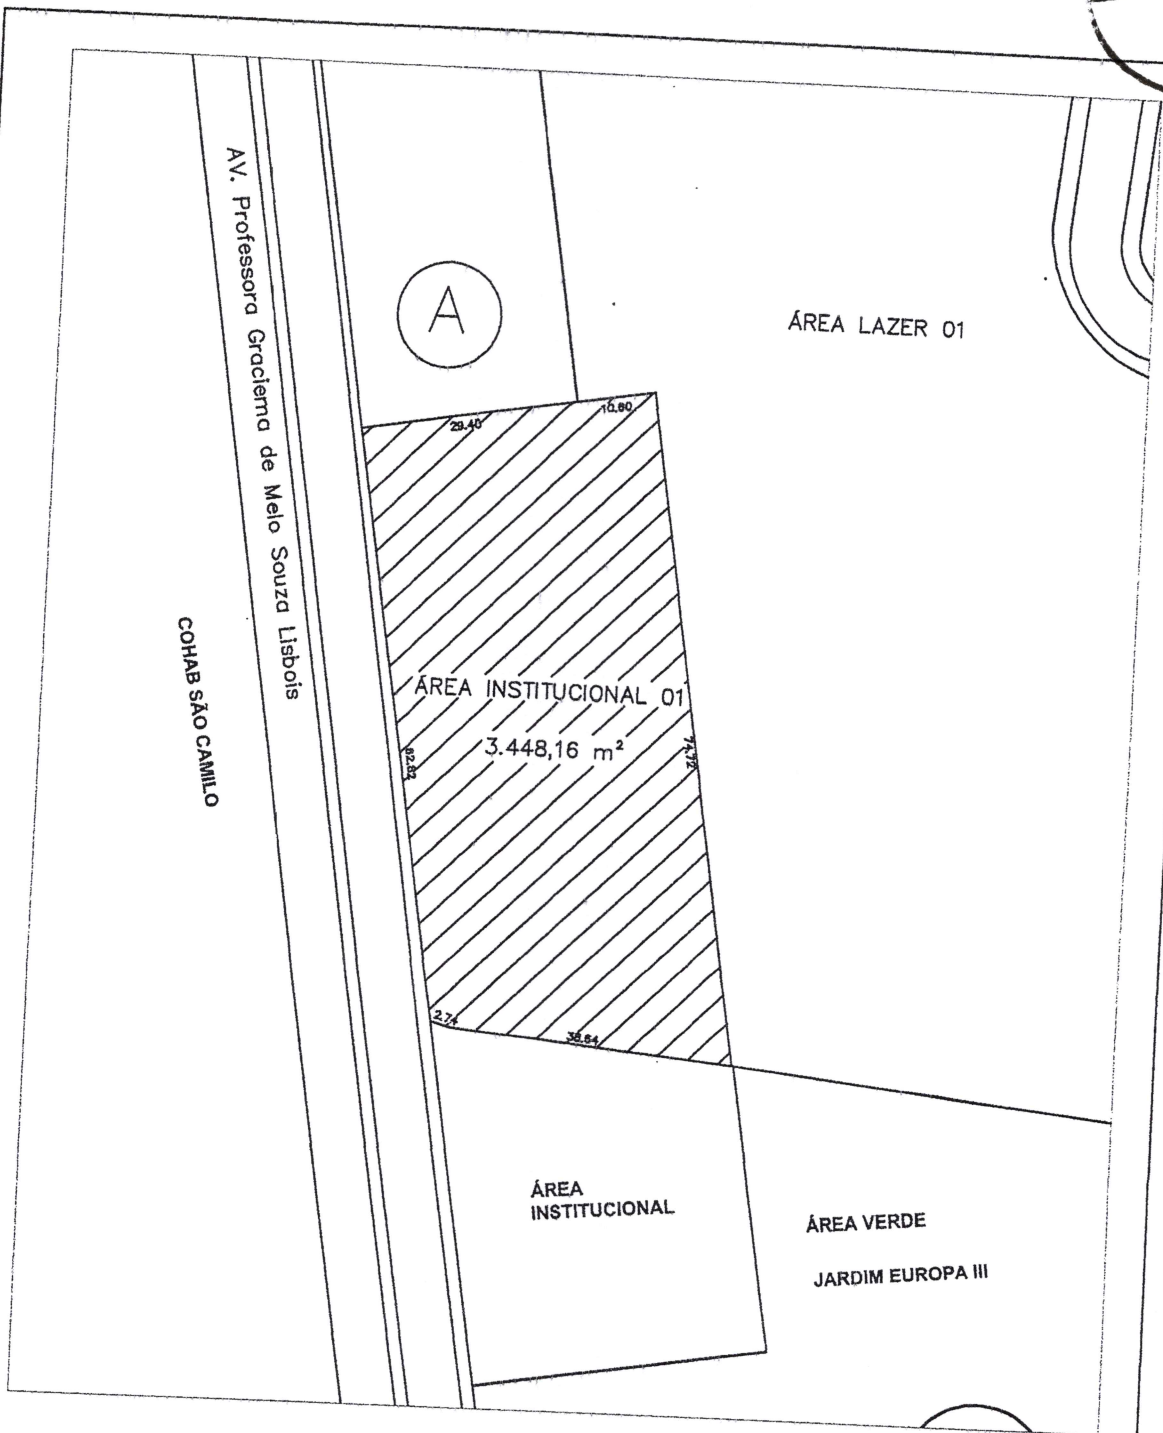 AV. Professora Graciema de Melo Souza Lisbois
A
ÁREA LAZER 01
29.40
10.60
COHAB SÃO CAMILO
ÁREA INSTITUCIONAL 01
3.448,16 m²
82.82
74.72
2.74
38.64
ÁREA
INSTITUCIONAL
ÁREA VERDE
JARDIM EUROPA III